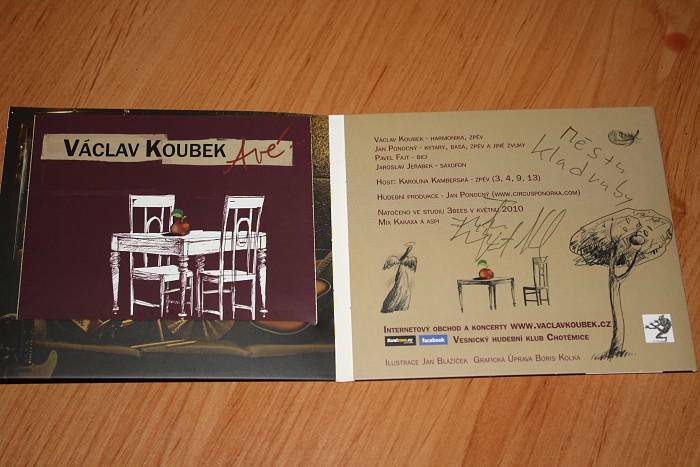 VÁCLAV KOUBEK Avé
VÁCLAV KOUBEK - HARMONIKA, ZPĚV
JAN PONOCNÝ - KYTARY, BASA, ZPĚV A JINÉ ZVUKY
PAVEL FAJT - BICÍ
JAROSLAV JEŘÁBEK - SAXOFON
HOST: KAROLÍNA KAMBERSKÁ - ZPĚV (3, 4, 9, 13)
HUDEBNÍ PRODUKCE - JAN PONOCNÝ (WWW.CIRCUSPONORKA.COM)
NATOČENO VE STUDIU 3BEES V KVĚTNU 2010
MIX KAKAXA A ASPI
městu
kladruby
INTERNETOVÝ OBCHOD A KONCERTY WWW.VACLAVKOUBEK.CZ
facebook VESNICKÝ HUDEBNÍ KLUB CHOTĚMICE
ILUSTRACE JAN BLAŽÍČEK GRAFICKÁ ÚPRAVA BORIS KOLKA